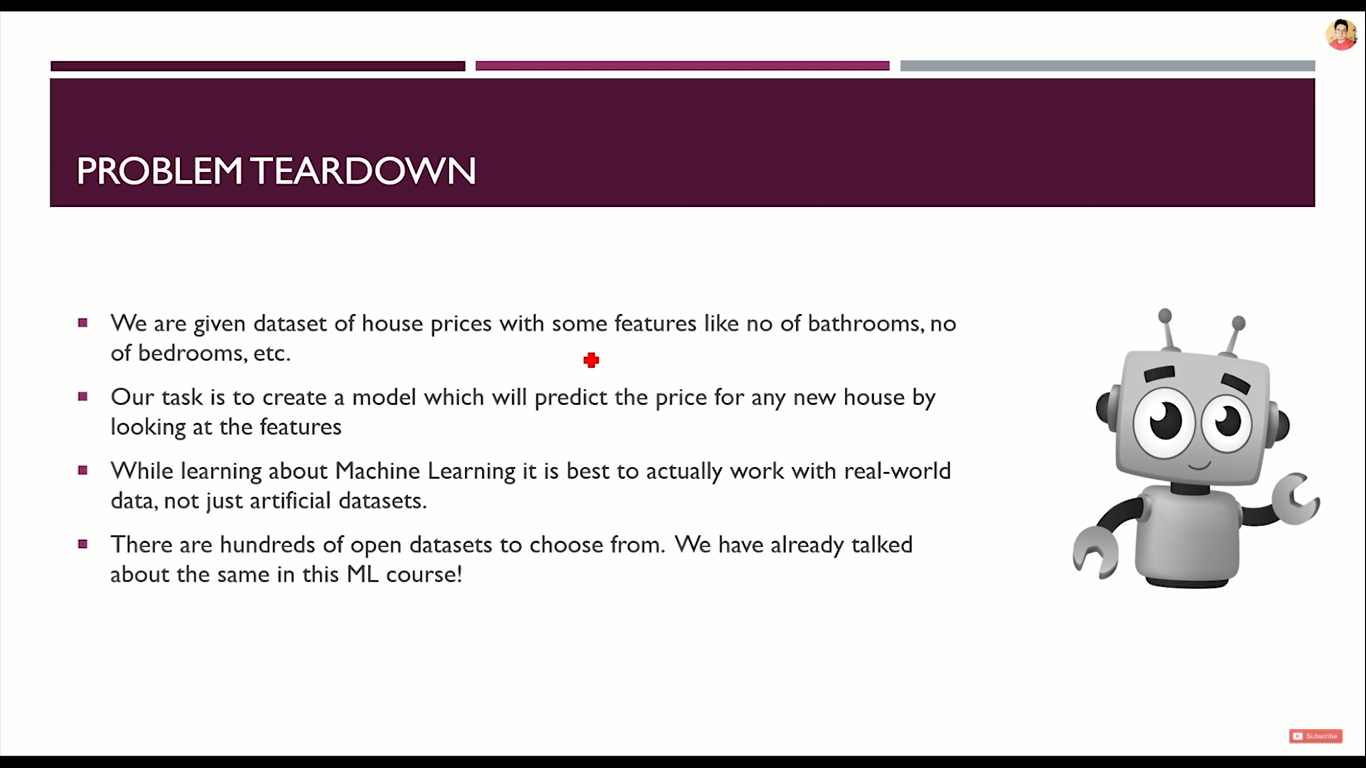 PROBLEM TEARDOWN
We are given dataset of house prices with some features like no of bathrooms, no
of bedrooms, etc.
Our task is to create a model which will predict the price for any new house by
looking at the features
While learning about Machine Learning it is best to actually work with real-world
data, not just artificial datasets.
There are hundreds of open datasets to choose from. We have already talked
about the same in this ML course!
Subscribe